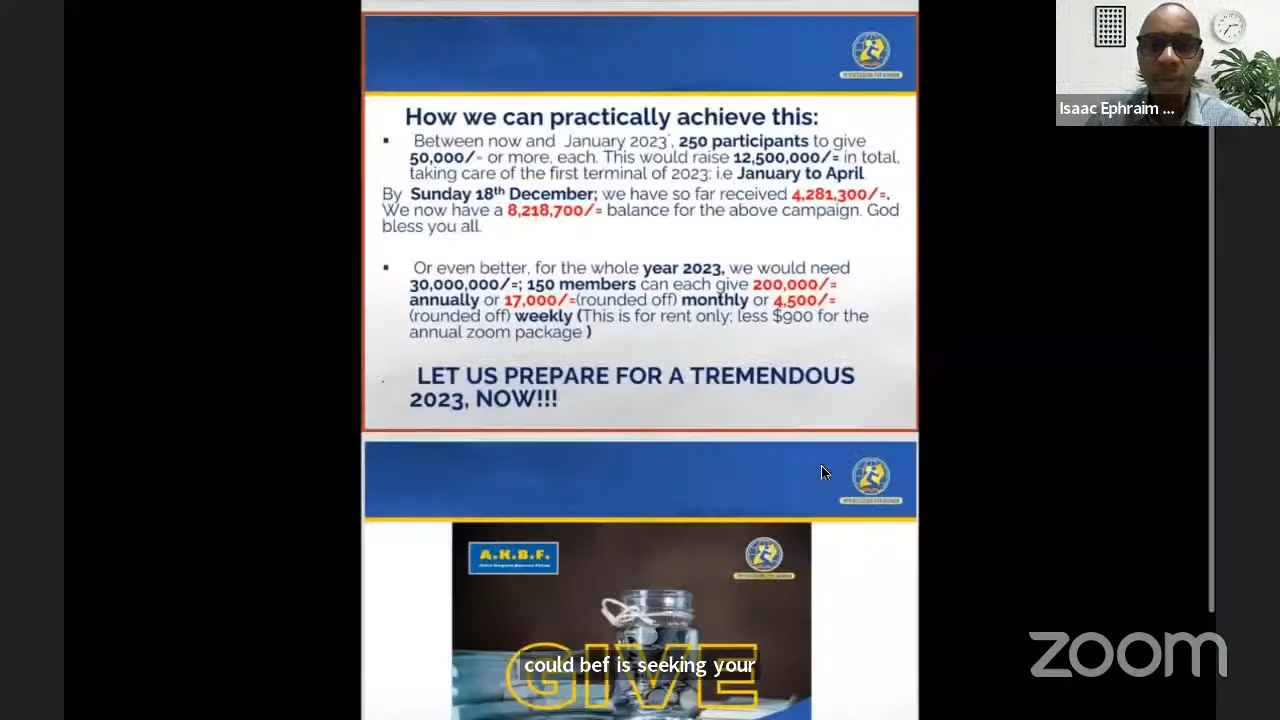 Isaac Ephraim ...
How we can practically achieve this:
▪ Between now and January 2023', 250 participants to give
50,000/= or more, each. This would raise 12,500,000/= in total,
taking care of the first terminal of 2023; i.e January to April.
By Sunday 18th December; we have so far received 4,281,300/=.
We now have a 8,218,700/= balance for the above campaign. God
bless you all.
▪ Or even better, for the whole year 2023, we would need
30,000,000/=; 150 members can each give 200,000/=
annually or 17,000/=(rounded off) monthly or 4,500/=
(rounded off) weekly (This is for rent only; less $900 for the
annual zoom package )
. LET US PREPARE FOR A TREMENDOUS
2023, NOW!!!
A.K.B.F.
GIVE
could bef is seeking your
zoom